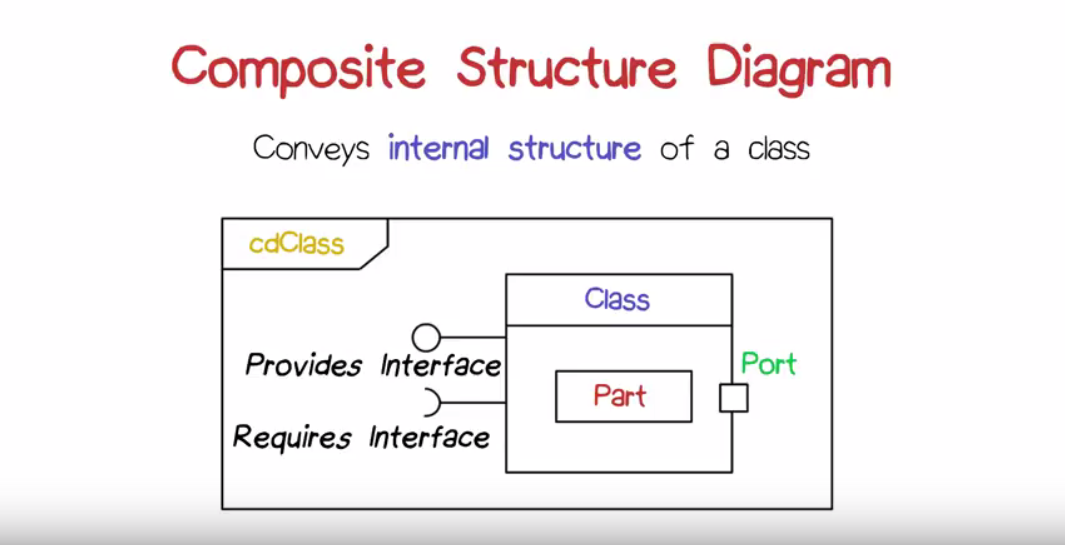 Composite Structure Diagram
Conveys internal structure of a class
cdClass
Class
Provides Interface
Port
Part
Requires Interface